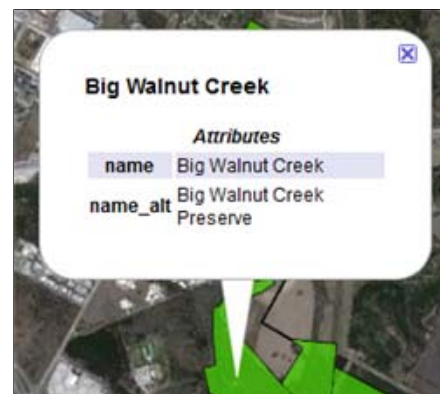 Big Walnut Creek
Attributes
name Big Walnut Creek
name_alt Big Walnut Creek
Preserve